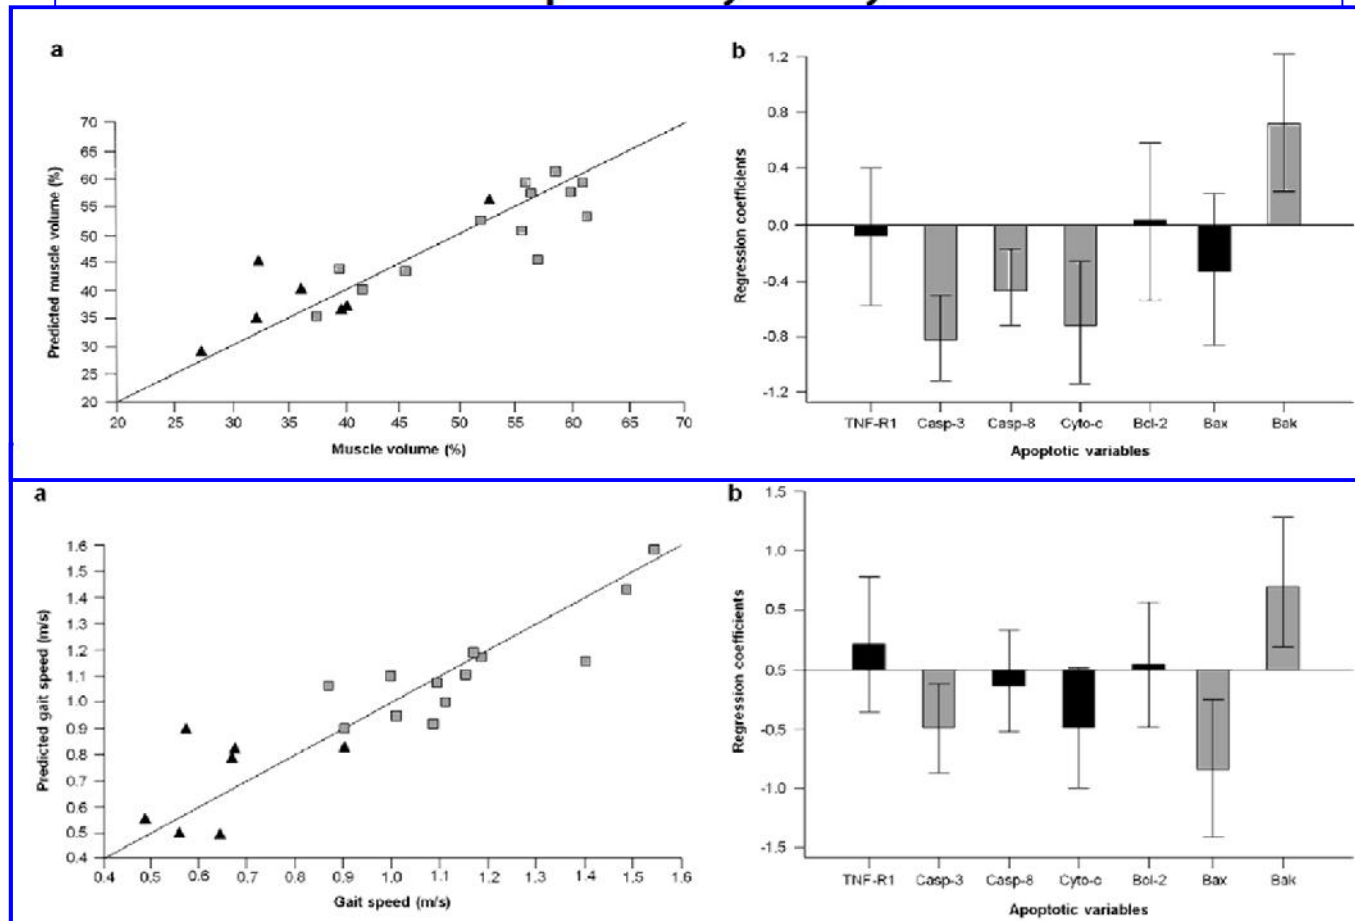 a
70
65
60
55
50
45
40
35
30
25
20
Predicted muscle volume (%)
20 25 30 35 40 45 50 55 60 65 70
Muscle volume (%)
b
1.2
0.8
0.4
0.0
-0.4
-0.8
-1.2
Regression coefficients
TNF-R1 Casp-3 Casp-8 Cyto-c Bcl-2 Bax Bak
Apoptotic variables
a
1.6
1.5
1.4
1.3
1.2
1.1
1.0
0.9
0.8
0.7
0.6
0.5
0.4
Predicted gait speed (m/s)
0.4 0.5 0.6 0.7 0.8 0.9 1.0 1.1 1.2 1.3 1.4 1.5 1.6
Gait speed (m/s)
b
1.5
1.0
0.5
0.5
-0.5
-1.0
-1.5
Regression coefficients
TNF-R1 Casp-3 Casp-8 Cyto-c Bcl-2 Bax Bak
Apoptotic variables